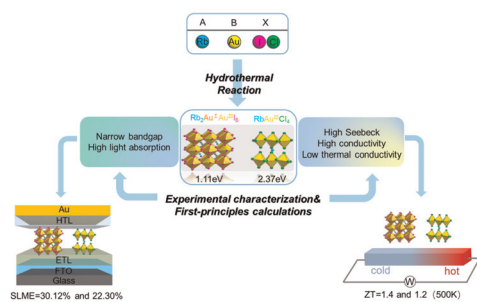 A B X
Rb Au I Cl
Hydrothermal
Reaction
Rb₂AuᴵAuᴵᴵᴵI₆ RbAuᴵᴵᴵCl₄
1.11eV 2.37eV
Narrow bandgap
High light absorption
High Seebeck
High conductivity
Low thermal conductivity
Experimental characterization&
First-principles calculations
Au
HTL
ETL
FTO
Glass
SLME=30.12% and 22.30%
cold hot
W
ZT=1.4 and 1.2 (500K)